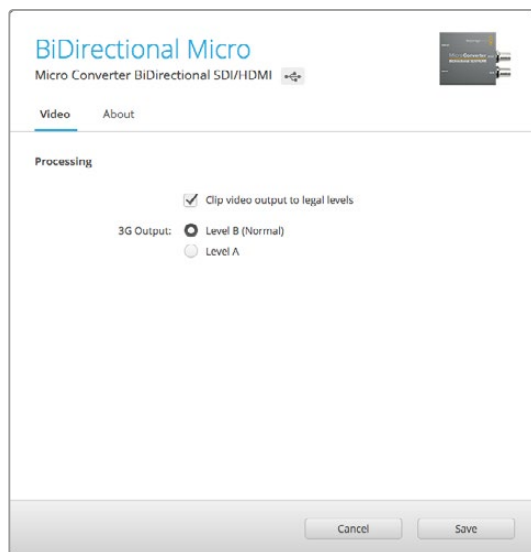 BiDirectional Micro
Micro Converter BiDirectional SDI/HDMI
Video About
Processing
Clip video output to legal levels
3G Output: Level B (Normal)
Level A
Cancel Save